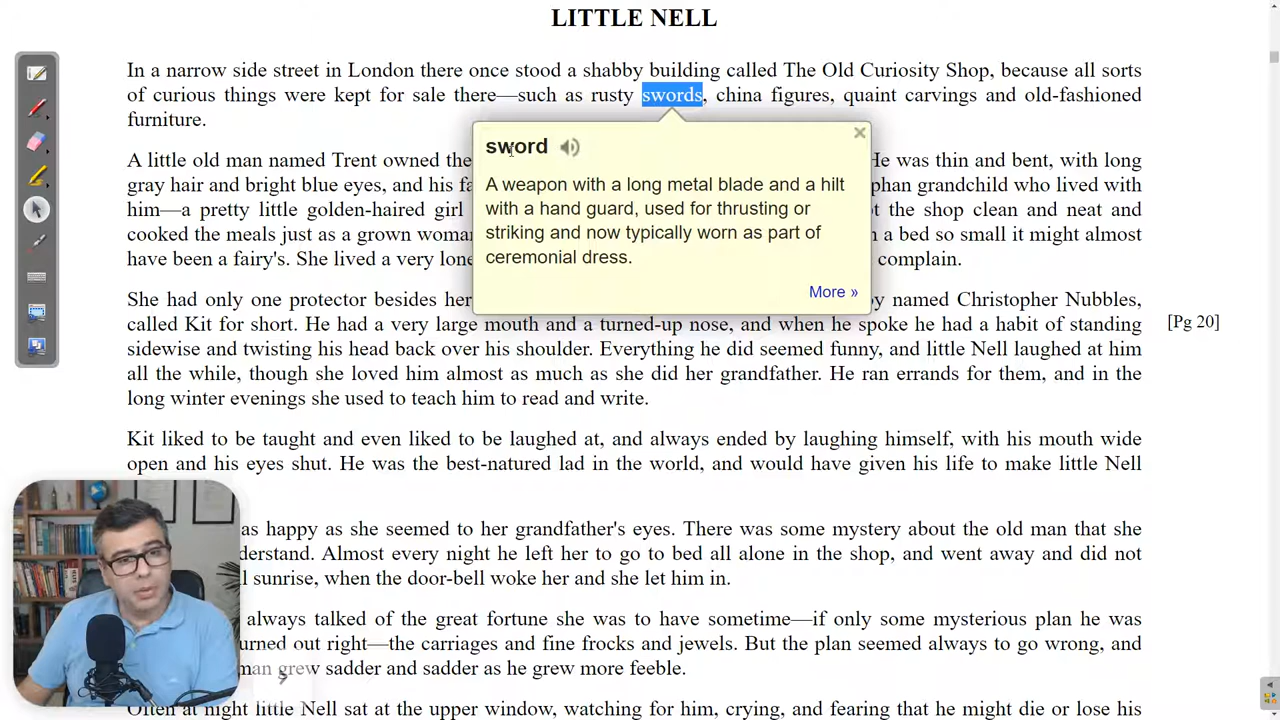 LITTLE NELL
In a narrow side street in London there once stood a shabby building called The Old Curiosity Shop, because all sorts
of curious things were kept for sale there—such as rusty swords, china figures, quaint carvings and old-fashioned
furniture.
A little old man named Trent owned the
He was thin and bent, with long
gray hair and bright blue eyes, and his
grandchild who lived with
him—a pretty little golden-haired girl
the shop clean and neat and
cooked the meals just as a grown
a bed so small it might almost
have been a fairy's. She lived a very
complain.
sword
A weapon with a long metal blade and a hilt
with a hand guard, used for thrusting or
striking and now typically worn as part of
ceremonial dress.
More »
She had only one protector besides her
named Christopher Nubbles,
called Kit for short. He had a very large mouth and a turned-up nose, and when he spoke he had a habit of standing
[Pg 20]
sidewise and twisting his head back over his shoulder. Everything he did seemed funny, and little Nell laughed at him
all the while, though she loved him almost as much as she did her grandfather. He ran errands for them, and in the
long winter evenings she used to teach him to read and write.
Kit liked to be taught and even liked to be laughed at, and always ended by laughing himself, with his mouth wide
open and his eyes shut. He was the best-natured lad in the world, and would have given his life to make little Nell
as happy as she seemed to her grandfather's eyes. There was some mystery about the old man that she
derstand. Almost every night he left her to go to bed all alone in the shop, and went away and did not
sunrise, when the door-bell woke her and she let him in.
always talked of the great fortune she was to have sometime—if only some mysterious plan he was
urned out right—the carriages and fine frocks and jewels. But the plan seemed always to go wrong, and
man grew sadder and sadder as he grew more feeble.
Often at night little Nell sat at the upper window, watching for him, crying, and fearing that he might die or lose his